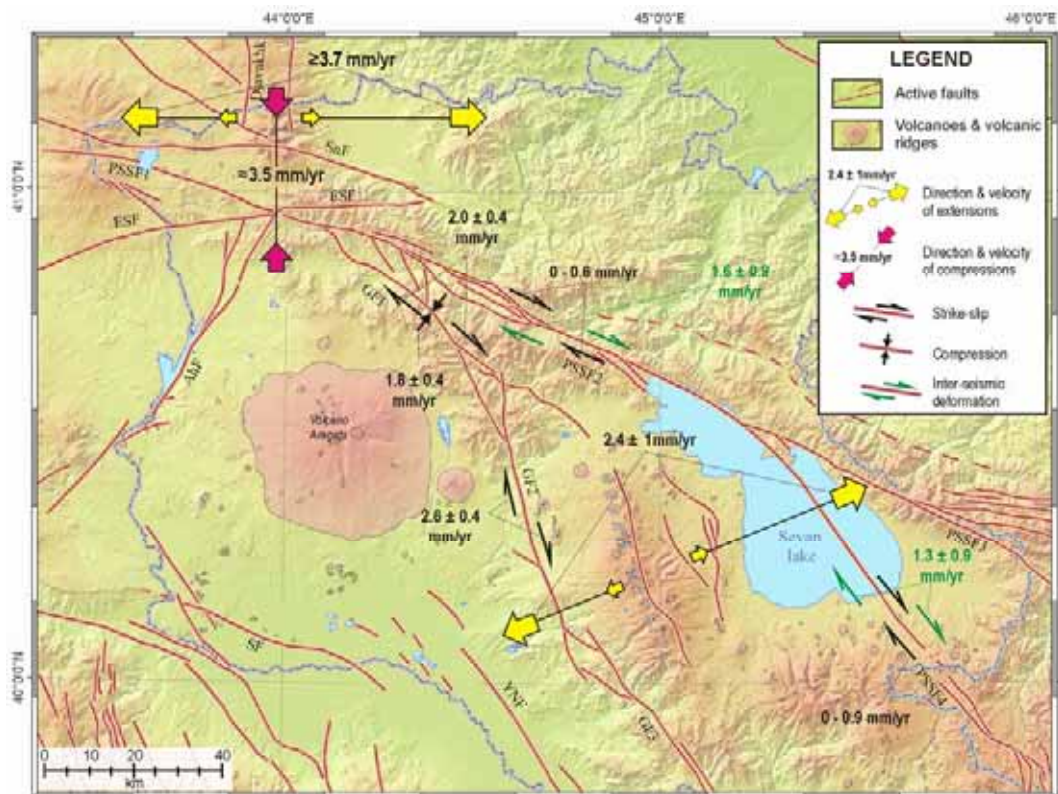 44°0'0"E
45°0'0"E
46°0'0"E
41°0'0"N
40°0'0"N
≥3.7 mm/yr
Djavakhk
SnF
PSSF1
≈3.5 mm/yr
ESF
ESF
2.0 ± 0.4
mm/yr
0 - 0.6 mm/yr
1.6 ± 0.9
mm/yr
GF1
PSSF2
AhF
1.8 ± 0.4
mm/yr
Volcano
Aragats
2.4 ± 1mm/yr
GF2
2.6 ± 0.4
mm/yr
Sevan
lake
PSSF3
1.3 ± 0.9
mm/yr
SF
YNF
GF3
PSSF4
0 - 0.9 mm/yr
0 10 20 30 40
km
LEGEND
Active faults
Volcanoes & volcanic
ridges
2.4 ± 1mm/yr
Direction & velocity
of extensions
≈3.5 mm/yr
Direction & velocity
of compressions
Strike-slip
Compression
Inter-seismic
deformation